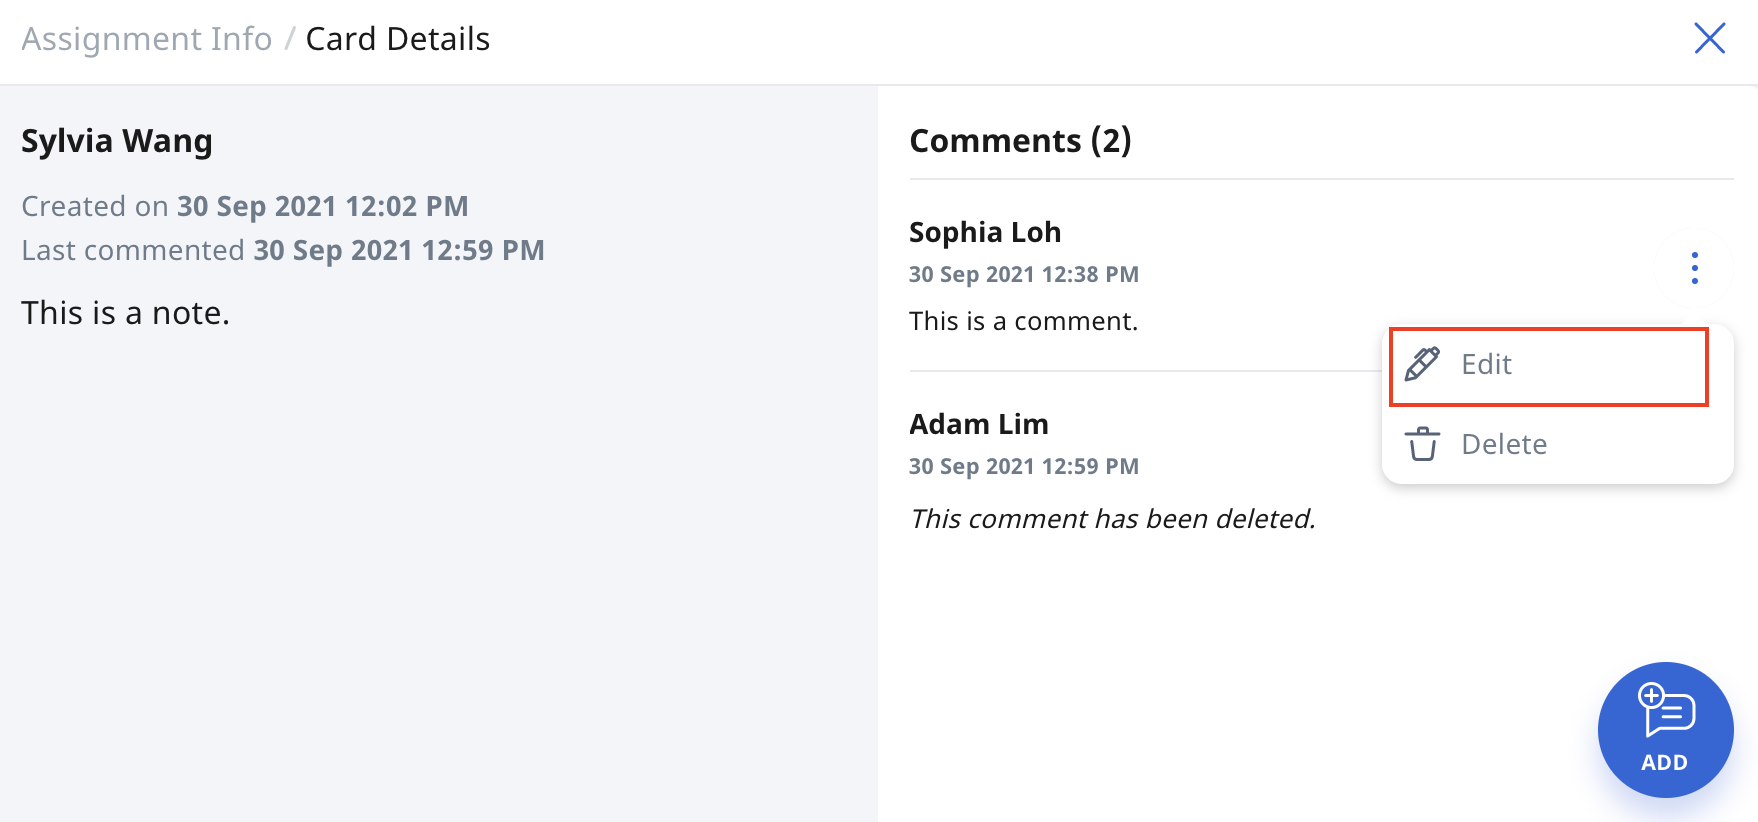 Assignment Info / Card Details
Sylvia Wang
Created on 30 Sep 2021 12:02 PM
Last commented 30 Sep 2021 12:59 PM
This is a note.
Comments (2)
Sophia Loh
30 Sep 2021 12:38 PM
This is a comment.
Edit
Delete
Adam Lim
30 Sep 2021 12:59 PM
This comment has been deleted.
ADD